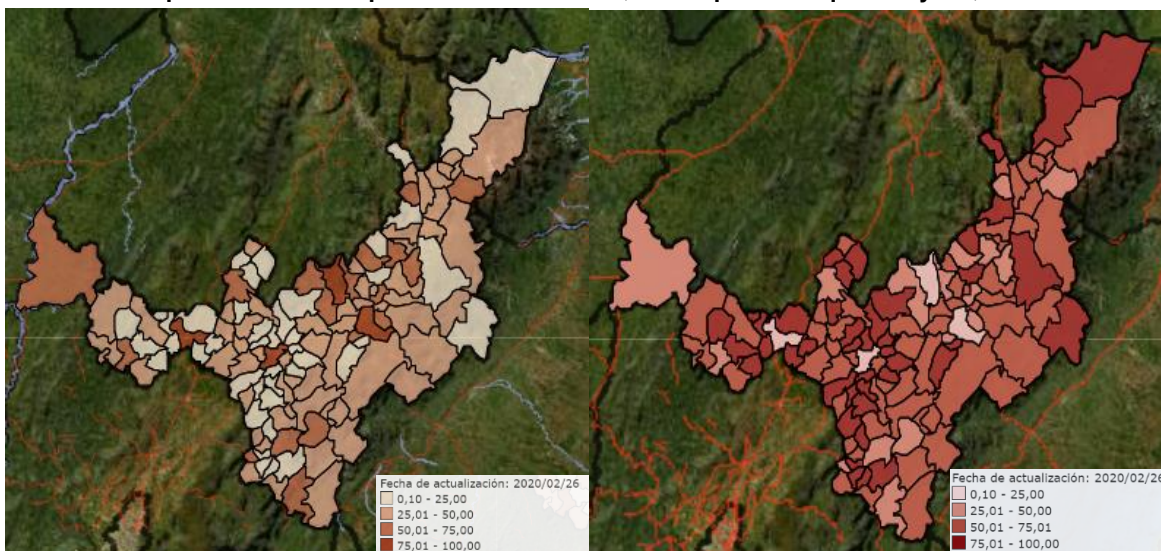 Fecha de actualización: 2020/02/26
0,10 - 25,00
25,01 - 50,00
50,01 - 75,00
75,01 - 100,00
Fecha de actualización: 2020/02/26
0,10 - 25,00
25,01 - 50,00
50,01 - 75,01
75,01 - 100,00